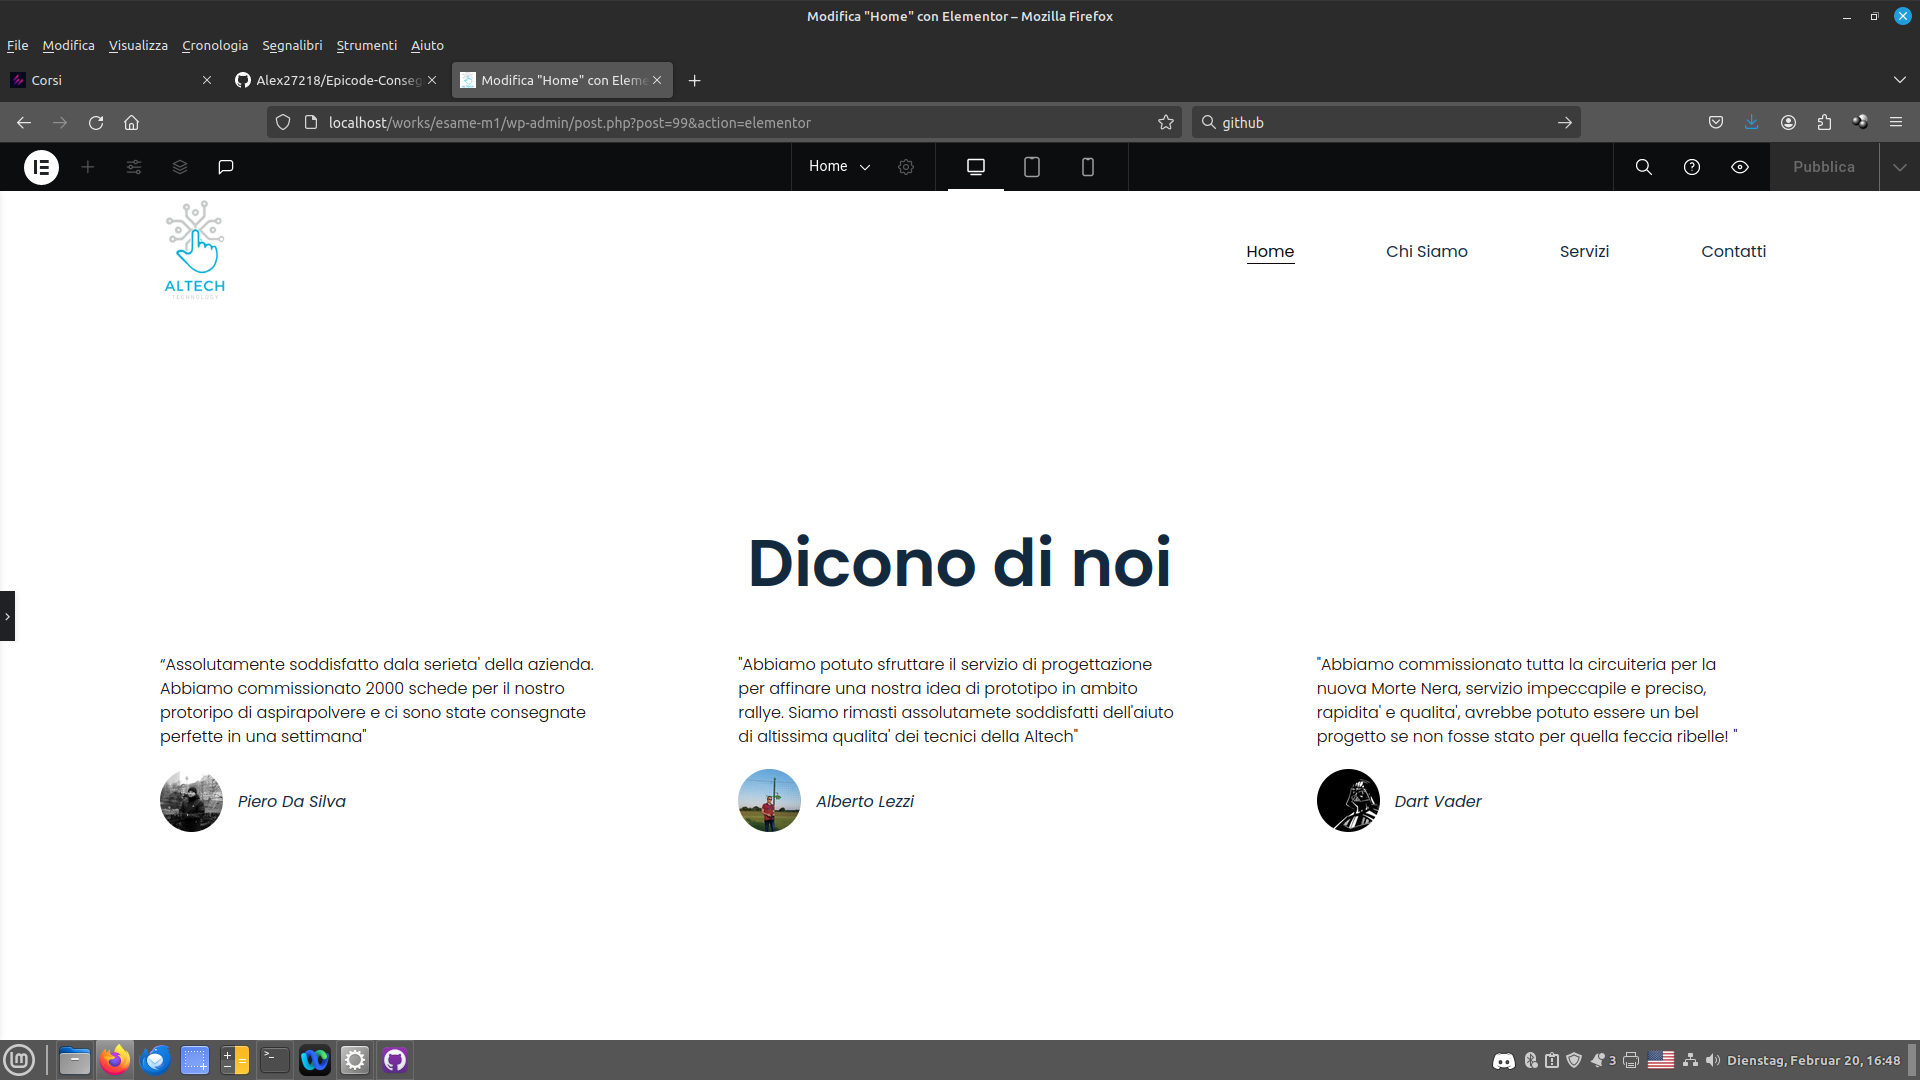 Modifica "Home" con Elementor – Mozilla Firefox
File Modifica Visualizza Cronologia Segnalibri Strumenti Aiuto
Corsi
Alex27218/Epicode-Conseg
Modifica "Home" con Eleme
localhost/works/esame-m1/wp-admin/post.php?post=99&action=elementor
github
Home
Pubblica
ALTECH
TECHNOLOGY
Home
Chi Siamo
Servizi
Contatti
Dicono di noi
“Assolutamente soddisfatto dala serieta' della azienda.
Abbiamo commissionato 2000 schede per il nostro
protoripo di aspirapolvere e ci sono state consegnate
perfette in una settimana"
Piero Da Silva
"Abbiamo potuto sfruttare il servizio di progettazione
per affinare una nostra idea di prototipo in ambito
rallye. Siamo rimasti assolutamete soddisfatti dell'aiuto
di altissima qualita' dei tecnici della Altech"
Alberto Lezzi
"Abbiamo commissionato tutta la circuiteria per la
nuova Morte Nera, servizio impeccapile e preciso,
rapidita' e qualita', avrebbe potuto essere un bel
progetto se non fosse stato per quella feccia ribelle! "
Dart Vader
3
Dienstag, Februar 20, 16:48